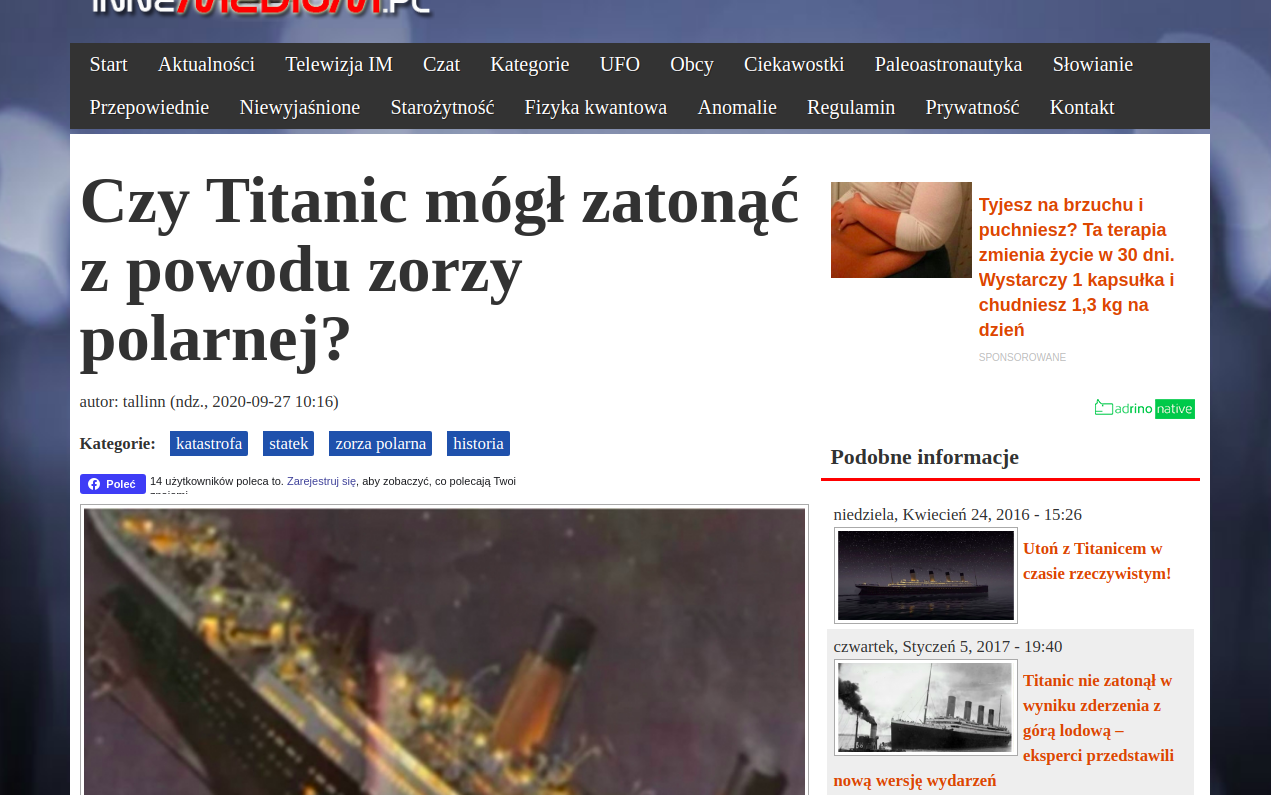 INNEMEDIUM.PL
Start Aktualności Telewizja IM Czat Kategorie UFO Obcy Ciekawostki Paleoastronautyka Słowianie
Przepowiednie Niewyjaśnione Starożytność Fizyka kwantowa Anomalie Regulamin Prywatność Kontakt
Czy Titanic mógł zatonąć
z powodu zorzy
polarnej?
autor: tallinn (ndz., 2020-09-27 10:16)
Kategorie: katastrofa statek zorza polarna historia
Poleć 14 użytkowników poleca to. Zarejestruj się, aby zobaczyć, co polecają Twoi
Tyjesz na brzuchu i
puchniesz? Ta terapia
zmienia życie w 30 dni.
Wystarczy 1 kapsułka i
chudniesz 1,3 kg na
dzień
SPONSOROWANE
adrino native
Podobne informacje
niedziela, Kwiecień 24, 2016 - 15:26
Utoń z Titanicem w
czasie rzeczywistym!
czwartek, Styczeń 5, 2017 - 19:40
Titanic nie zatonął w
wyniku zderzenia z
górą lodową –
eksperci przedstawili
nową wersję wydarzeń